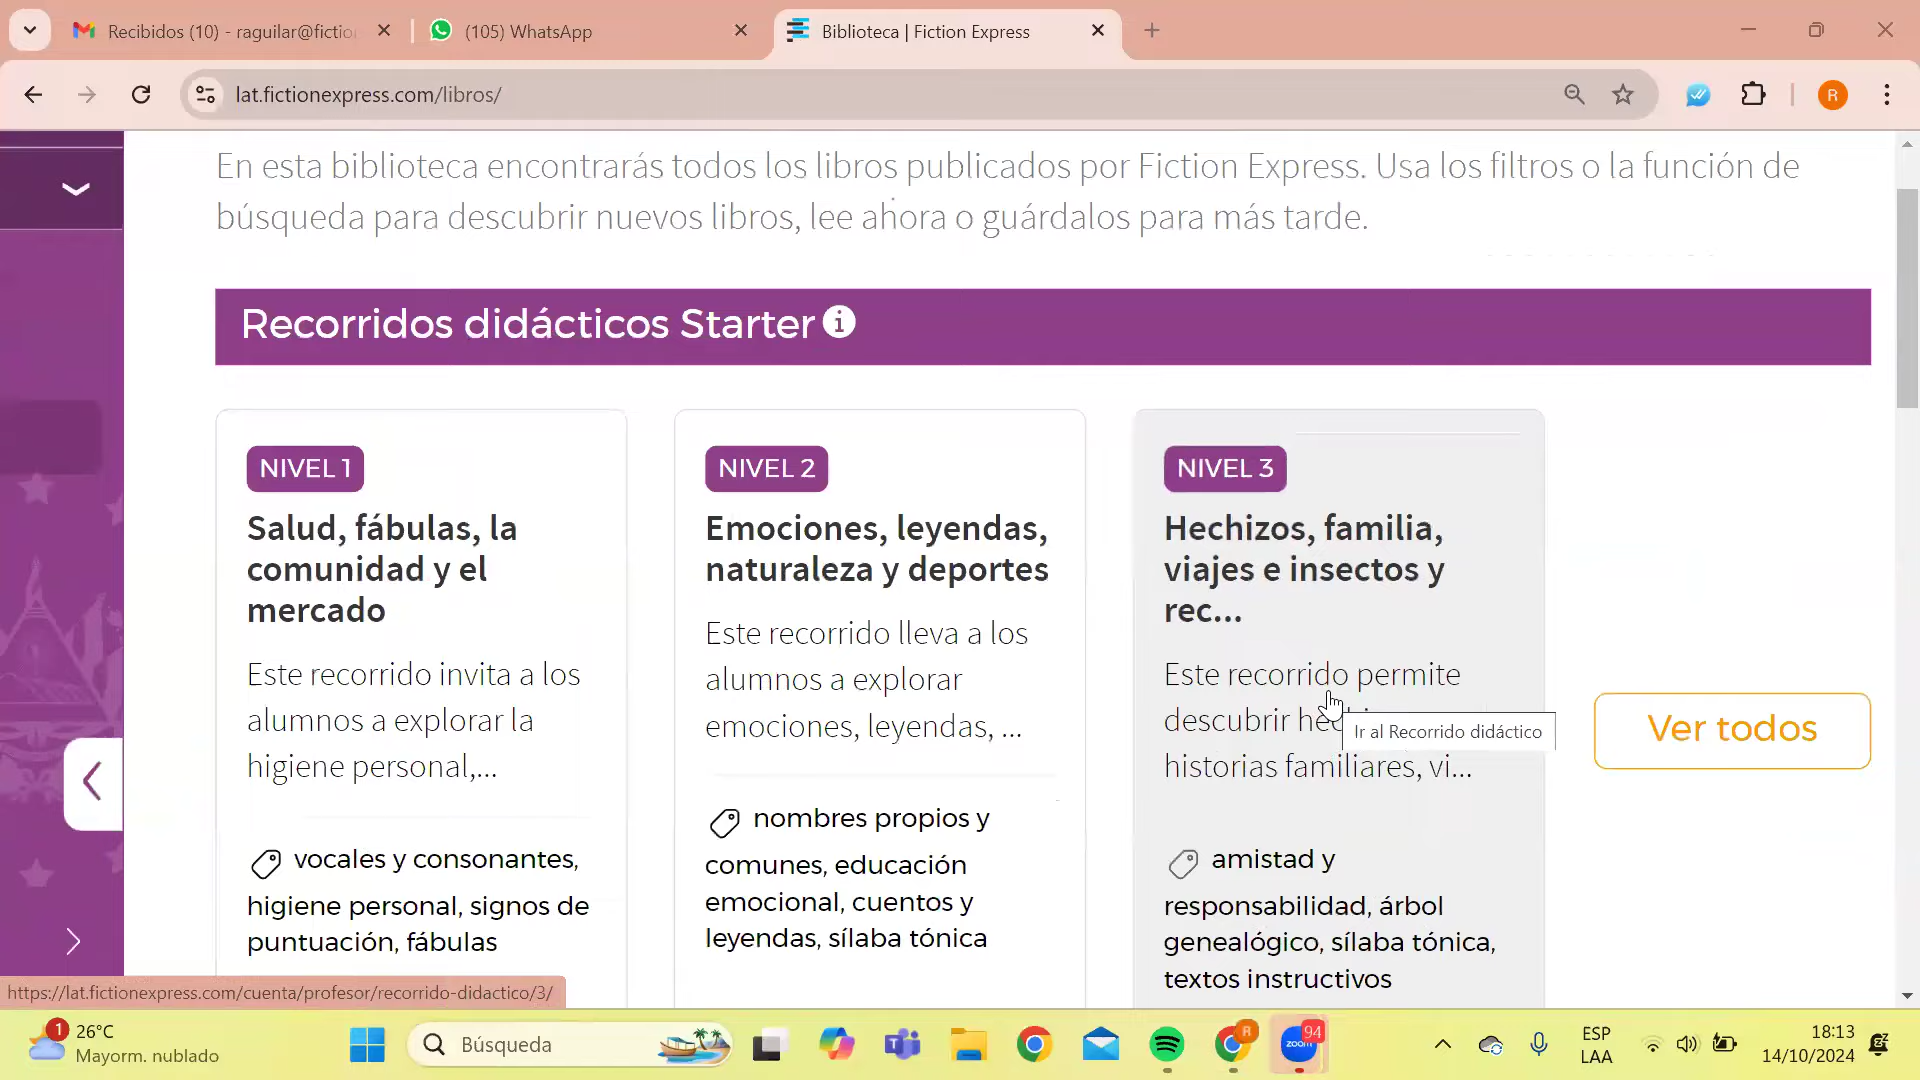 Recibidos (10) - raguilar@fictio
(105) WhatsApp
Biblioteca | Fiction Express
lat.fictionexpress.com/libros/
R
En esta biblioteca encontrarás todos los libros publicados por Fiction Express. Usa los filtros o la función de
búsqueda para descubrir nuevos libros, lee ahora o guárdalos para más tarde.
Recorridos didácticos Starter i
NIVEL 1
Salud, fábulas, la
comunidad y el
mercado
Este recorrido invita a los
alumnos a explorar la
higiene personal,...
vocales y consonantes,
higiene personal, signos de
puntuación, fábulas
NIVEL 2
Emociones, leyendas,
naturaleza y deportes
Este recorrido lleva a los
alumnos a explorar
emociones, leyendas, ...
nombres propios y
comunes, educación
emocional, cuentos y
leyendas, sílaba tónica
NIVEL 3
Hechizos, familia,
viajes e insectos y
rec...
Este recorrido permite
descubrir
historias familiares, vi...
Ir al Recorrido didáctico
amistad y
responsabilidad, árbol
genealógico, sílaba tónica,
textos instructivos
Ver todos
https://lat.fictionexpress.com/cuenta/profesor/recorrido-didactico/3/
1
26°C
Mayorm. nublado
Búsqueda
R
zoom
94
ESP
LAA
18:13
14/10/2024